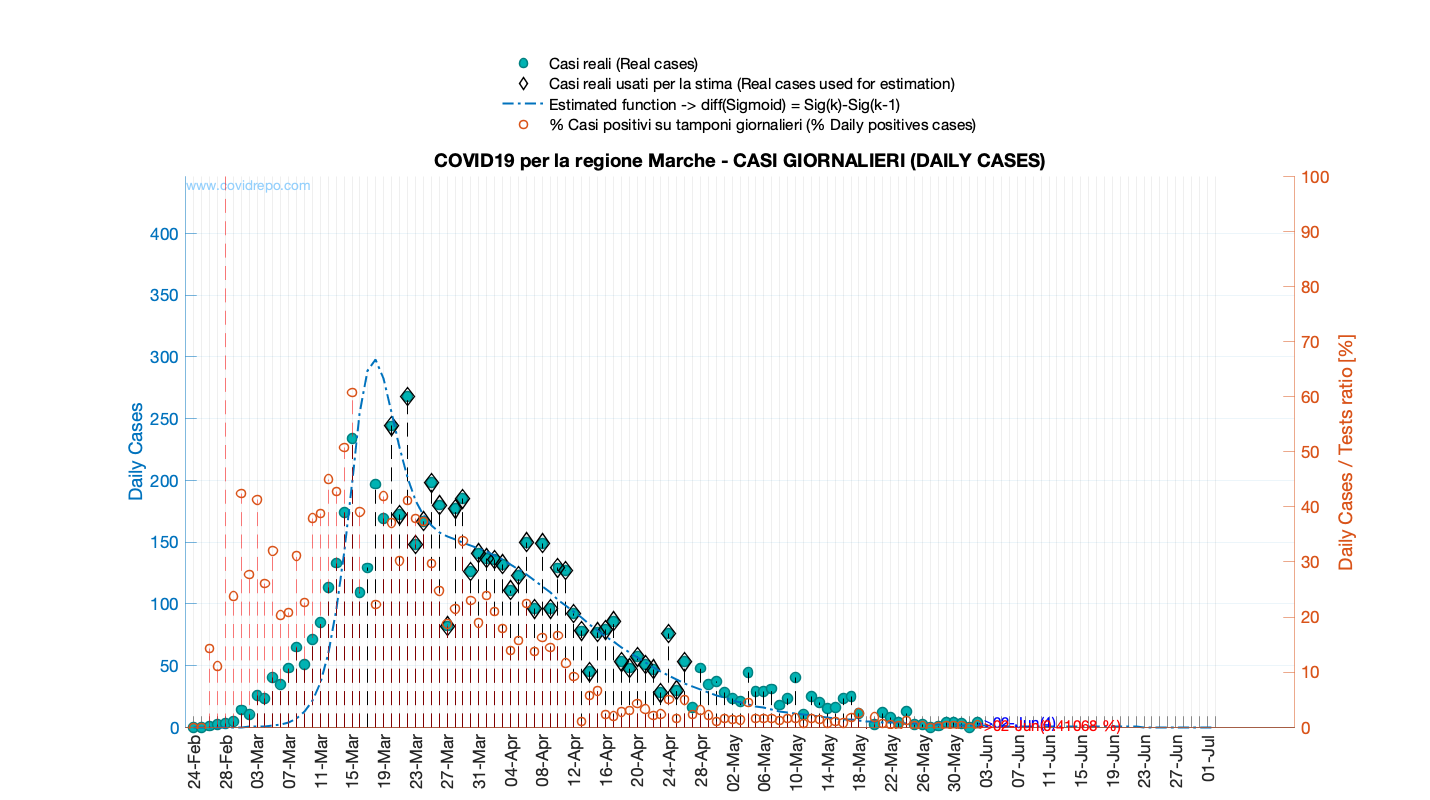 Casi reali (Real cases)
Casi reali usati per la stima (Real cases used for estimation)
Estimated function -> diff(Sigmoid) = Sig(k)-Sig(k-1)
% Casi positivi su tamponi giornalieri (% Daily positives cases)
COVID19 per la regione Marche - CASI GIORNALIERI (DAILY CASES)
www.covidrepo.com
Daily Cases
400
350
300
250
200
150
100
50
0
100
90
80
70
60
50
40
30
20
10
0
Daily Cases / Tests ratio [%]
24-Feb
28-Feb
03-Mar
07-Mar
11-Mar
15-Mar
19-Mar
23-Mar
27-Mar
31-Mar
04-Apr
08-Apr
12-Apr
16-Apr
20-Apr
24-Apr
28-Apr
02-May
06-May
10-May
14-May
18-May
22-May
26-May
30-May
03-Jun
07-Jun
11-Jun
15-Jun
19-Jun
23-Jun
27-Jun
01-Jul